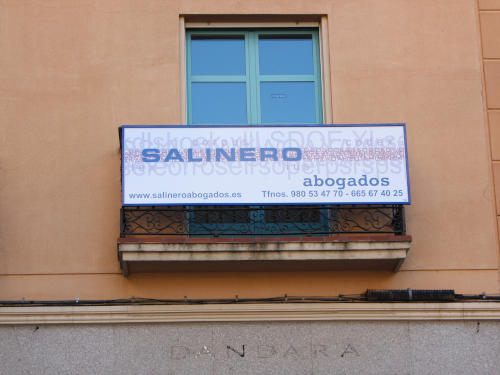 SALINERO
abogados
www.salineroabogados.es Tfnos. 980 53 47 70 - 665 67 40 25
DANDARA